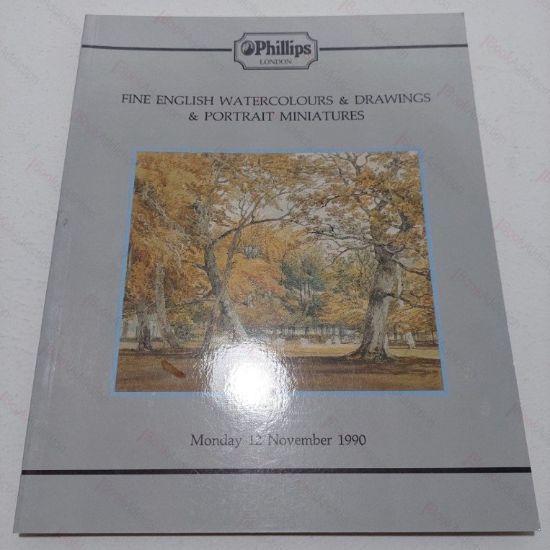 Phillips
LONDON
FINE ENGLISH WATERCOLOURS & DRAWINGS
& PORTRAIT MINIATURES
Monday 12 November 1990